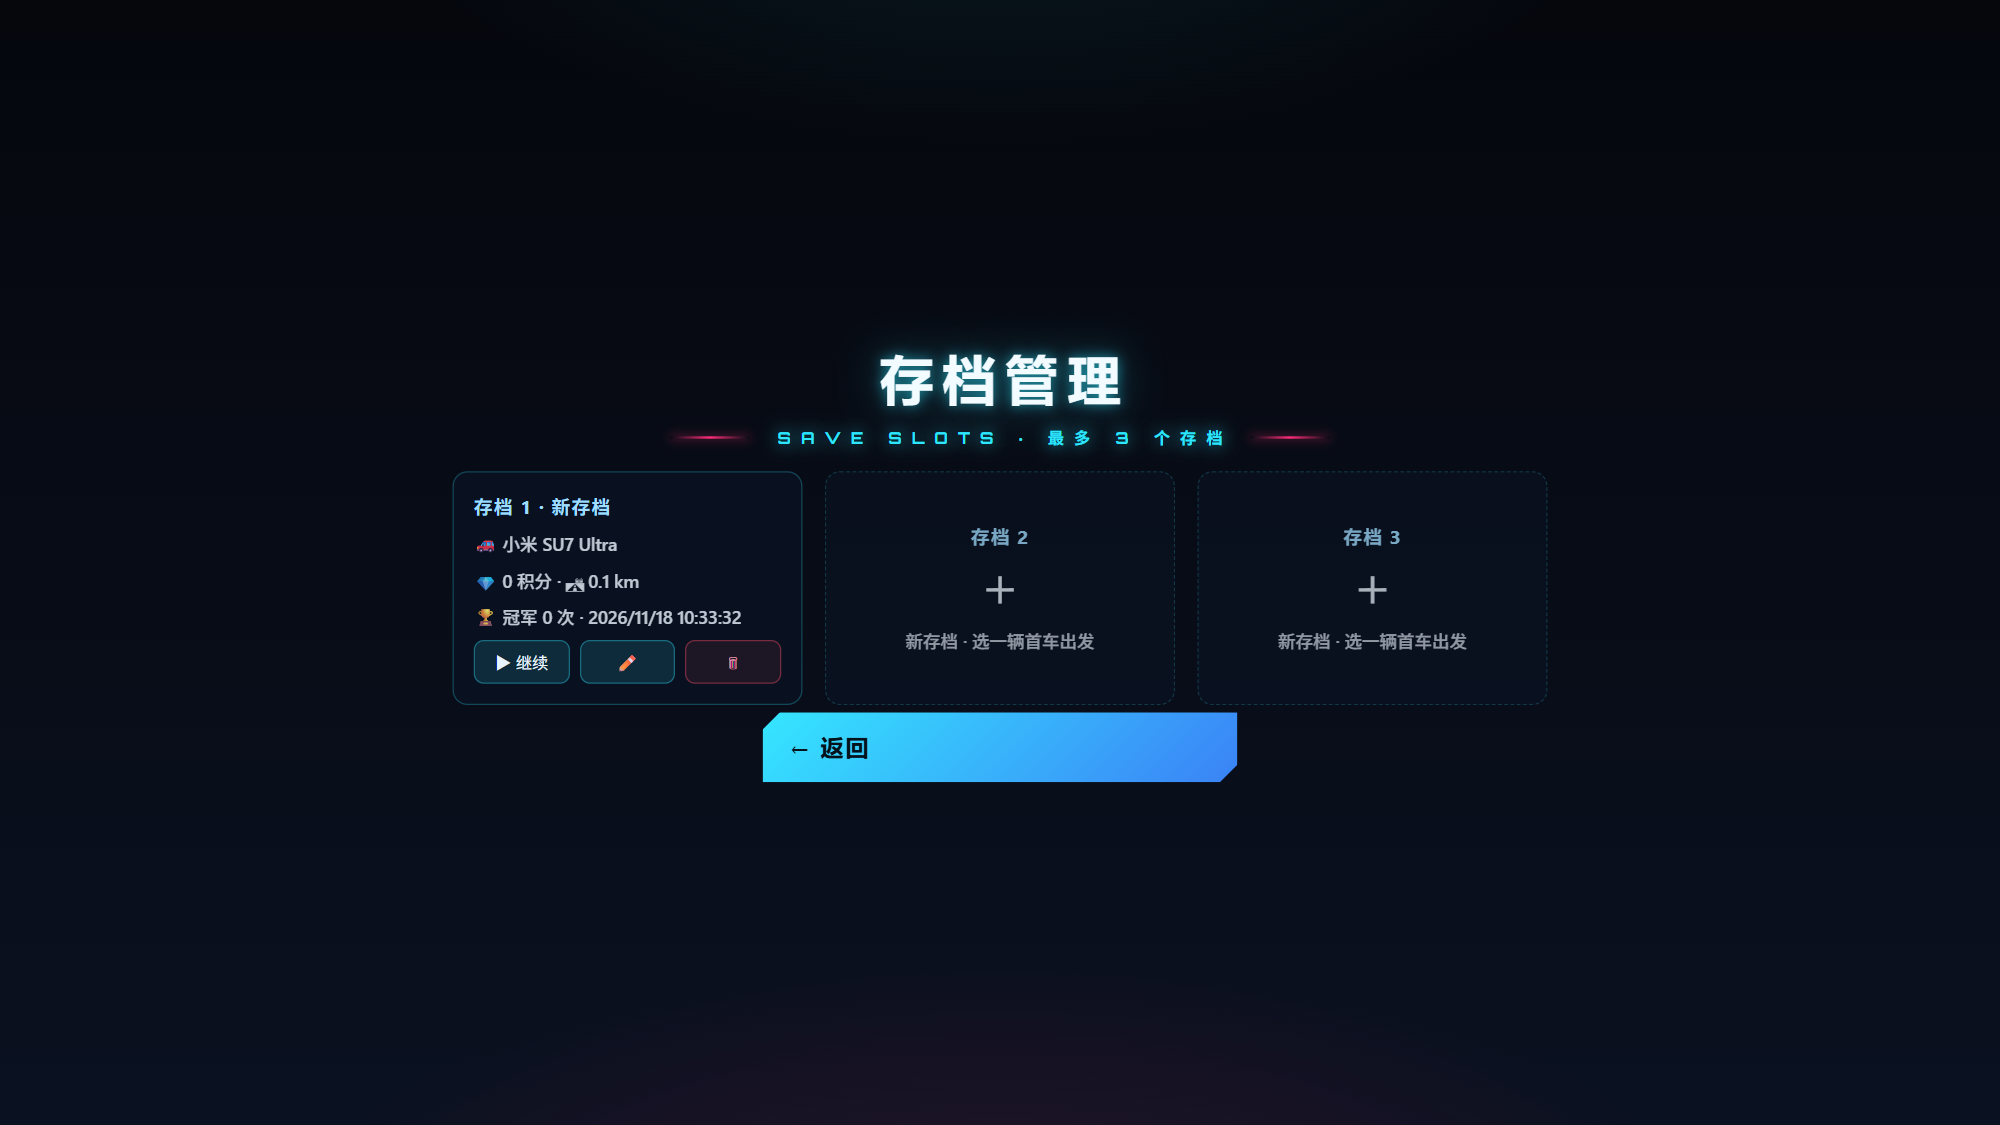 存档管理
SAVE SLOTS · 最多 3 个存档
存档 1 · 新存档
🚗 小米 SU7 Ultra
💎 0 积分 · 🛣 0.1 km
🏆 冠军 0 次 · 2026/11/18 10:33:32
▶ 继续
存档 2
+
新存档 · 选一辆首车出发
存档 3
+
新存档 · 选一辆首车出发
← 返回